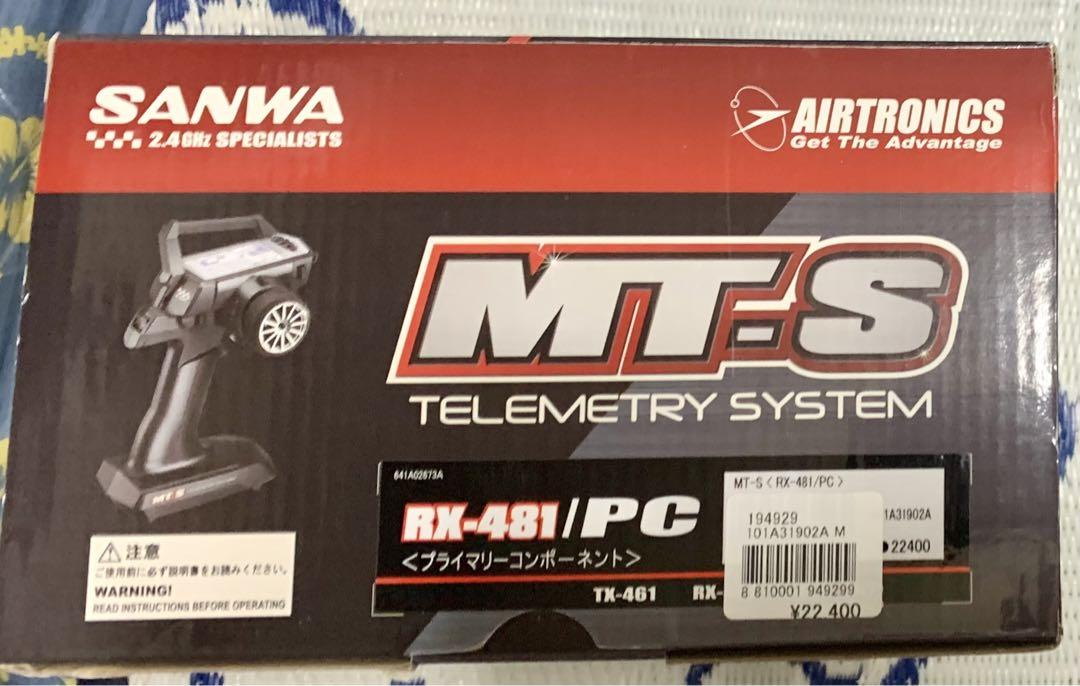 SANWA
2.4GHz SPECIALISTS
AIRTRONICS
Get The Advantage
MT-S
TELEMETRY SYSTEM
MT-S
641A02673A
RX-481/PC
<プライマリーコンポーネント>
TX-461 RX-
MT-S < RX-481/PC >
1A31902A
22400
194929
101A31902A M
8 810001 949299
¥22,400
注意
ご使用前に必ず説明書をお読みください。
WARNING!
READ INSTRUCTIONS BEFORE OPERATING